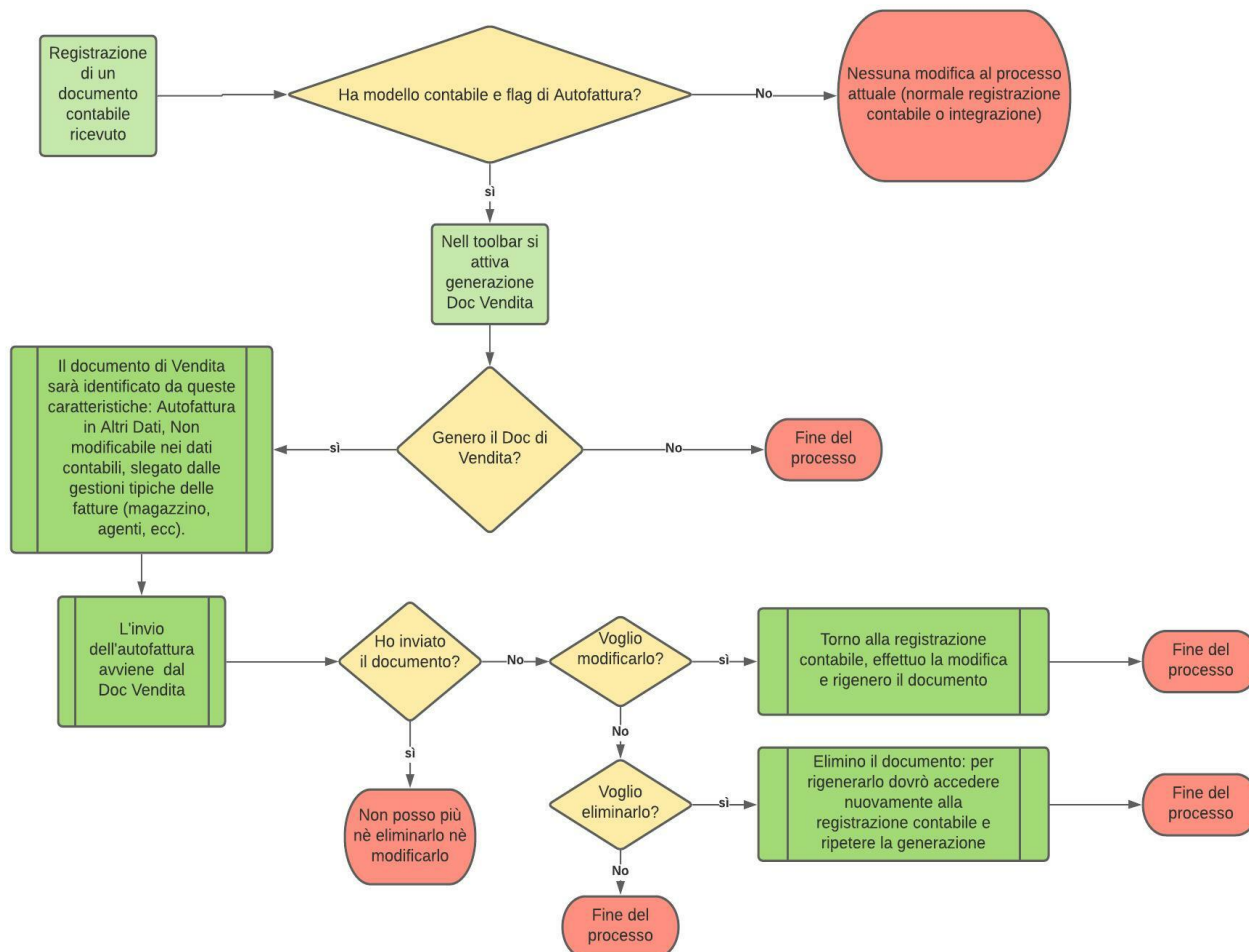 Registrazione
di un
documento
contabile
ricevuto
Ha modello contabile e flag di Autofattura?
No
Nessuna modifica al processo
attuale (normale registrazione
contabile o integrazione)
sì
Nell toolbar si
attiva
generazione
Doc Vendita
Il documento di Vendita
sarà identificato da queste
caratteristiche: Autofattura
in Altri Dati, Non
modificabile nei dati
contabili, slegato dalle
gestioni tipiche delle
fatture (magazzino,
agenti, ecc).
sì
Genero il Doc di
Vendita?
No
Fine del
processo
L'invio
dell'autofattura
avviene dal
Doc Vendita
Ho inviato
il documento?
No
Voglio
modificarlo?
sì
Torno alla registrazione
contabile, effettuo la modifica
e rigenero il documento
Fine del
processo
sì
No
Non posso più
nè eliminarlo nè
modificarlo
Voglio
eliminarlo?
sì
Elimino il documento: per
rigenerarlo dovrò accedere
nuovamente alla
registrazione contabile e
ripetere la generazione
Fine del
processo
No
Fine del
processo